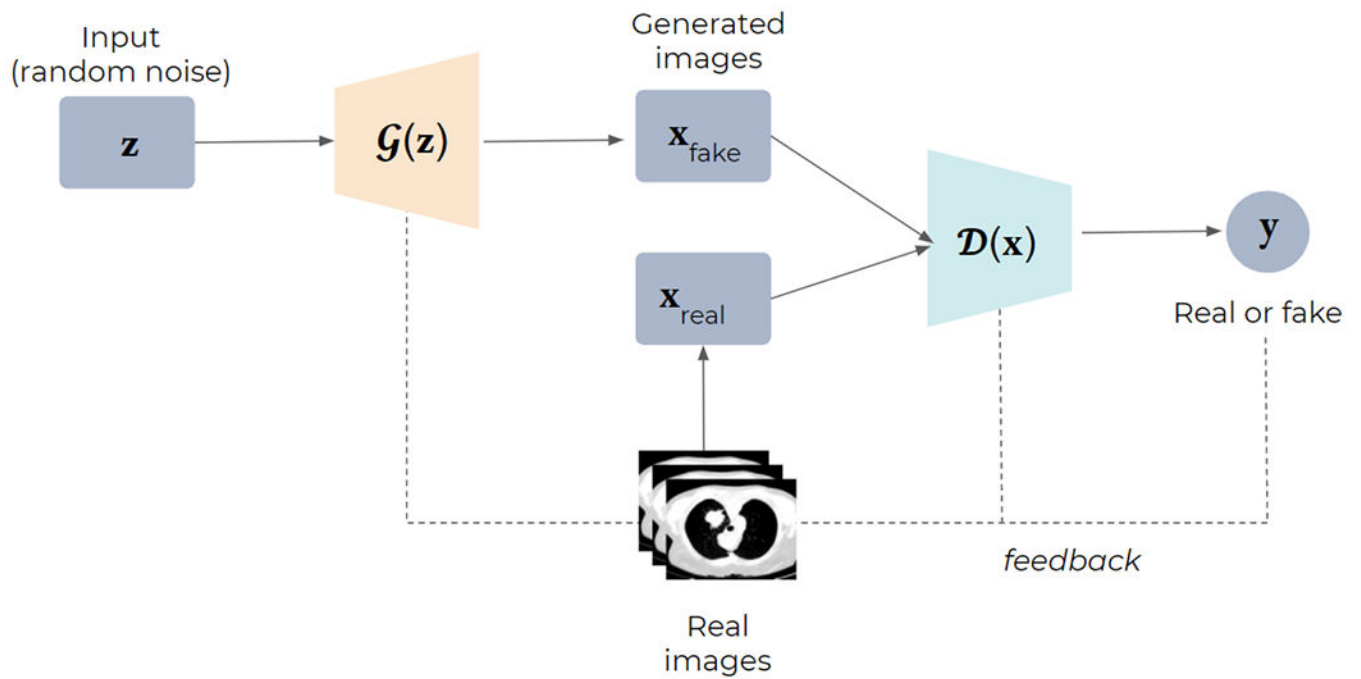 Input
(random noise)
z
𝓖(z)
Generated
images
x_fake
x_real
𝓓(x)
y
Real or fake
feedback
Real
images